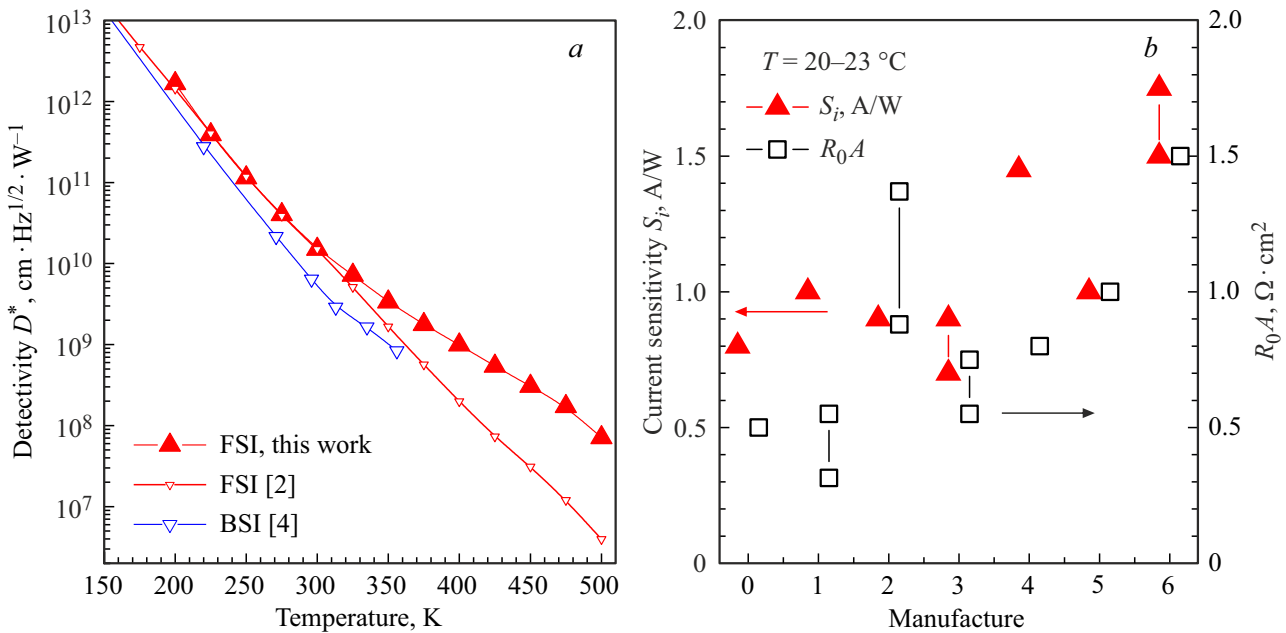 a
Detectivity D*, cm · Hz^1/2 · W^−1
10^13
10^12
10^11
10^10
10^9
10^8
10^7
FSI, this work
FSI [2]
BSI [4]
150 200 250 300 350 400 450 500
Temperature, K
b
T = 20–23 °C
S_i, A/W
R_0A
Current sensitivity S_i, A/W
2.0
1.5
1.0
0.5
0
0 1 2 3 4 5 6
Manufacture
2.0
1.5
1.0
0.5
0
R_0A, Ω · cm^2